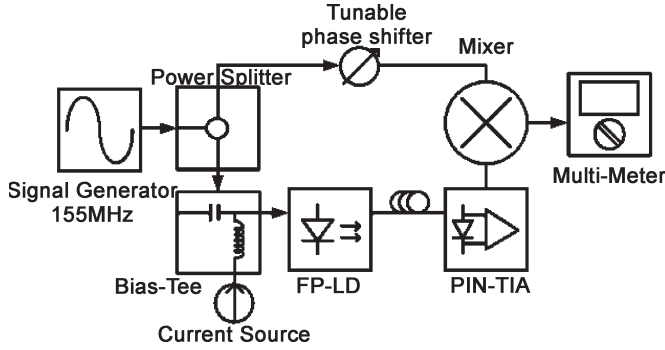 Tunable
phase shifter
Mixer
Power Splitter
Signal Generator
155MHz
Multi-Meter
Bias-Tee
FP-LD
PIN-TIA
Current Source